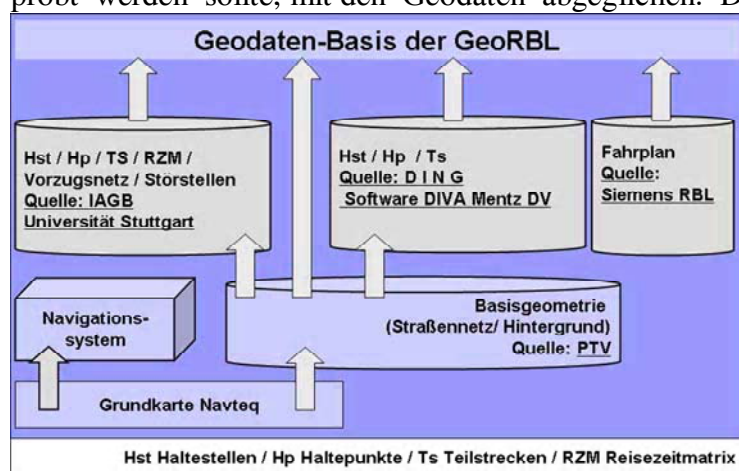 probt werden sollte, mit den Geodaten abgeglichen. D
Geodaten-Basis der GeoRBL
Hst / Hp / TS / RZM /
Vorzugsnetz / Störstellen
Quelle: IAGB
Universität Stuttgart
Hst / Hp / Ts
Quelle: D I N G
Software DIVA Mentz DV
Fahrplan
Quelle:
Siemens RBL
Navigations-
system
Basisgeometrie
(Straßennetz/ Hintergrund)
Quelle: PTV
Grundkarte Navteq
Hst Haltestellen / Hp Haltepunkte / Ts Teilstrecken / RZM Reisezeitmatrix